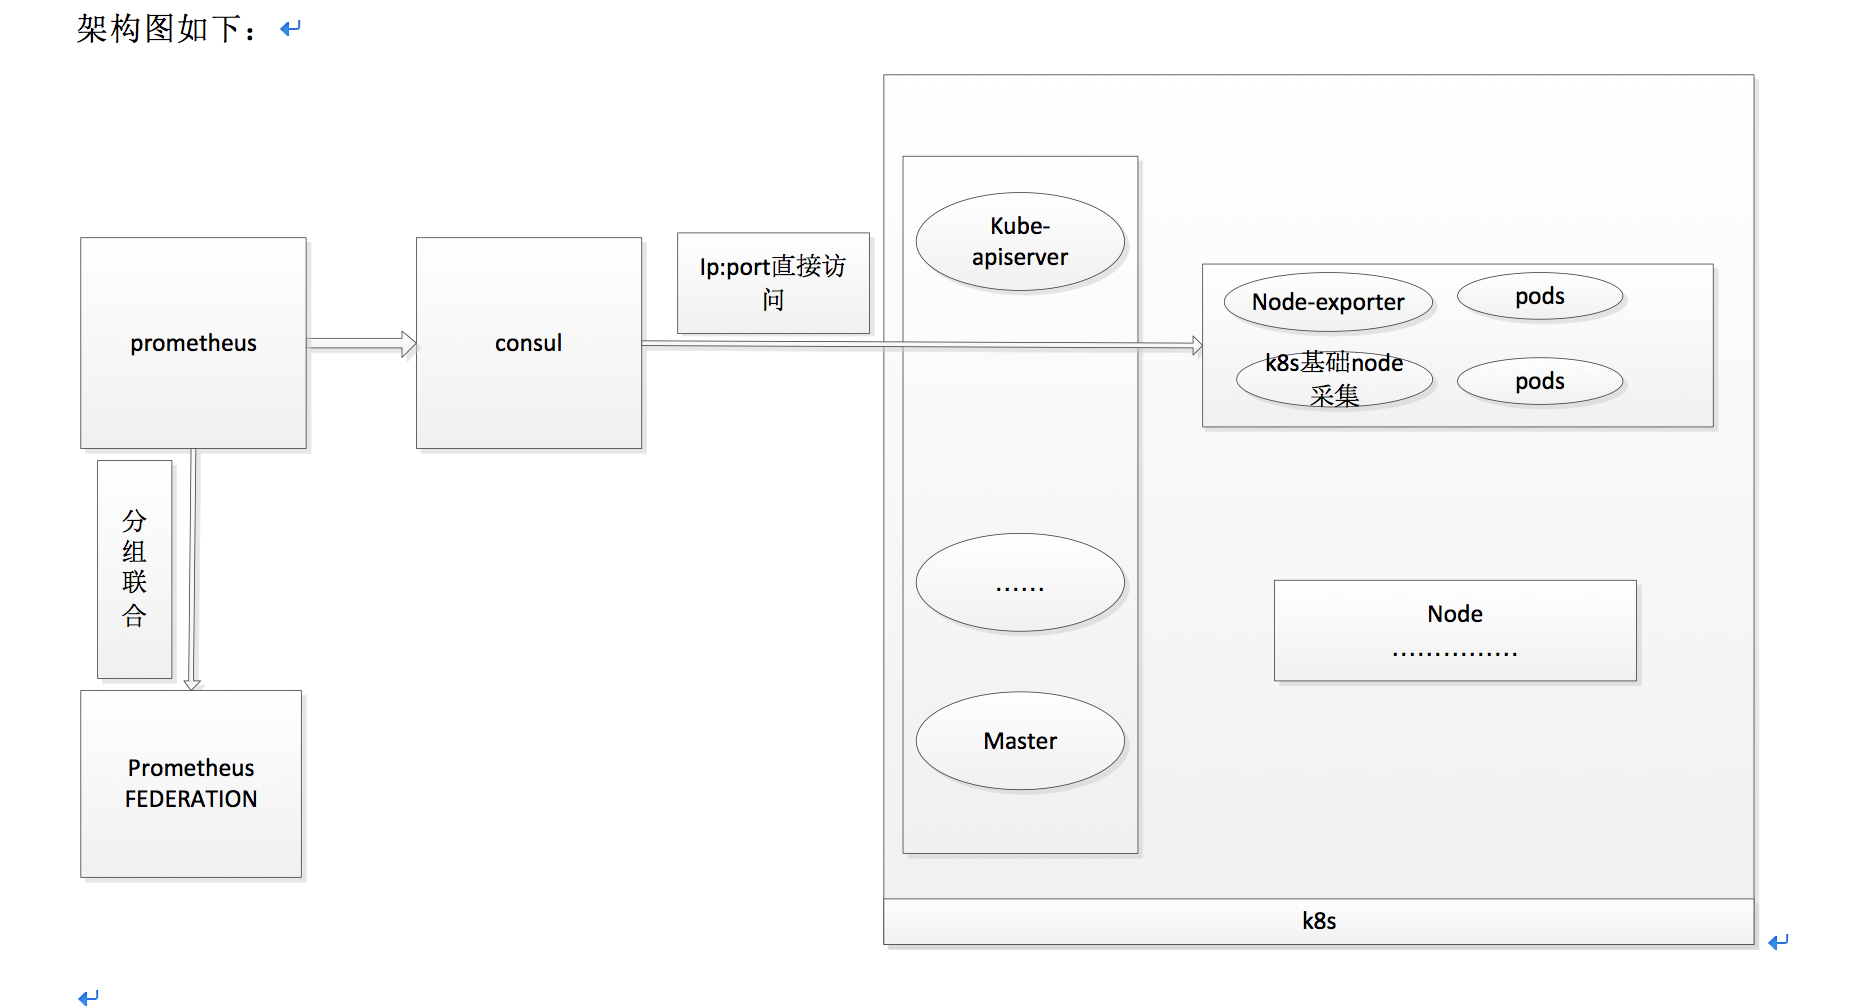 架构图如下：
prometheus
consul
Ip:port直接访
问
Kube-
apiserver
Node-exporter
pods
k8s基础node
采集
pods
分
组
联
合
......
Node
...............
Master
Prometheus
FEDERATION
k8s